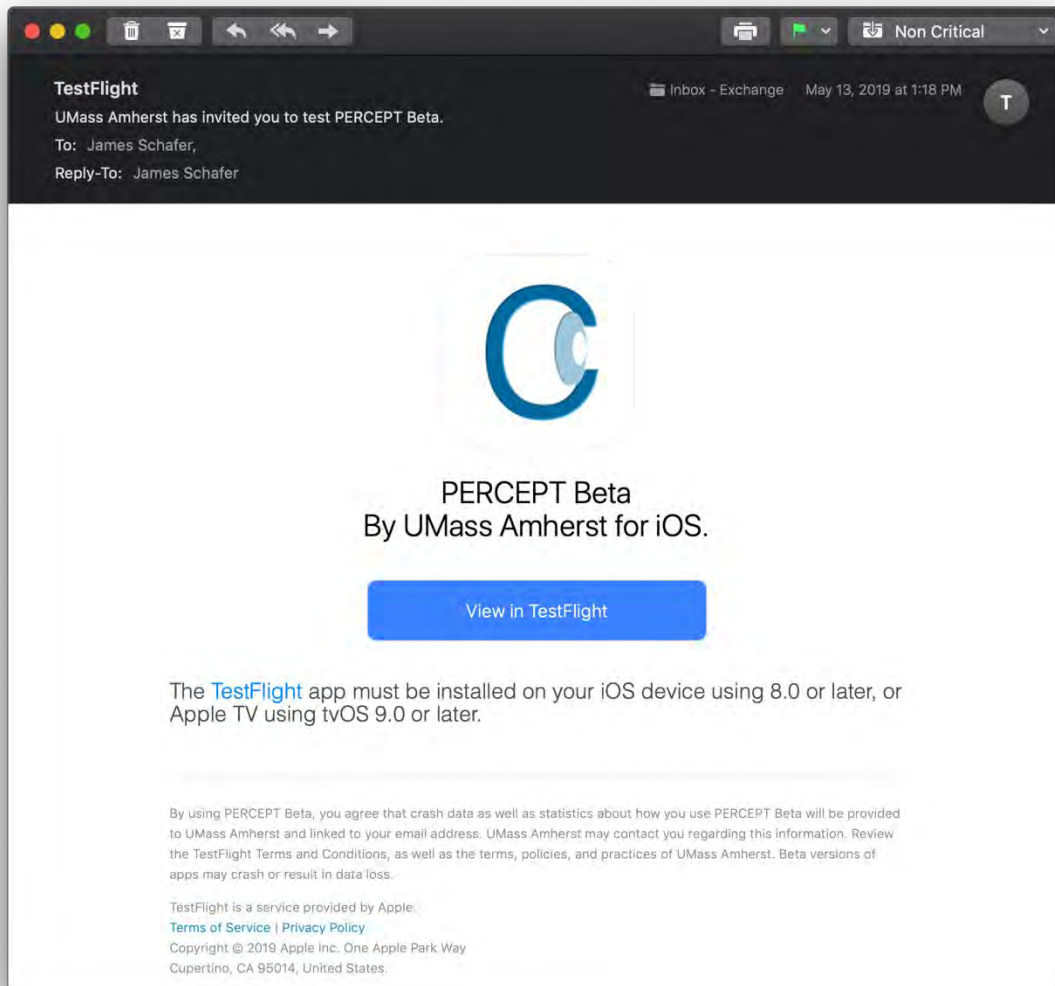 Non Critical
TestFlight
Inbox - Exchange May 13, 2019 at 1:18 PM
T
UMass Amherst has invited you to test PERCEPT Beta.
To: James Schafer,
Reply-To: James Schafer
PERCEPT Beta
By UMass Amherst for iOS.
View in TestFlight
The TestFlight app must be installed on your iOS device using 8.0 or later, or
Apple TV using tvOS 9.0 or later.
By using PERCEPT Beta, you agree that crash data as well as statistics about how you use PERCEPT Beta will be provided
to UMass Amherst and linked to your email address. UMass Amherst may contact you regarding this information. Review
the TestFlight Terms and Conditions, as well as the terms, policies, and practices of UMass Amherst. Beta versions of
apps may crash or result in data loss.
TestFlight is a service provided by Apple.
Terms of Service | Privacy Policy
Copyright © 2019 Apple Inc. One Apple Park Way
Cupertino, CA 95014, United States.